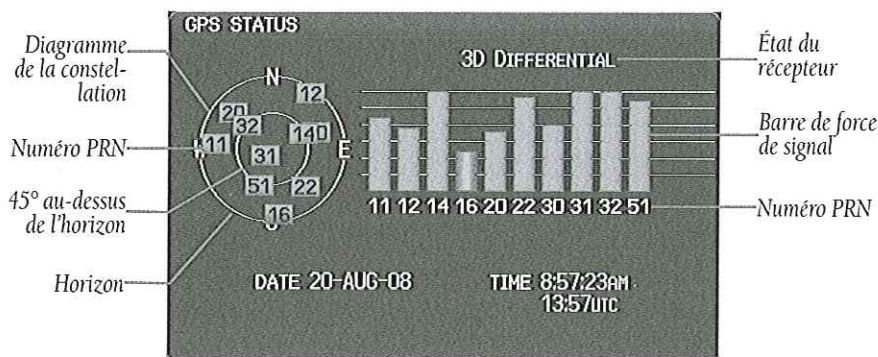 GPS STATUS
Diagramme
de la constel-
lation
Numéro PRN
45° au-dessus
de l'horizon
Horizon
N
12
20
32
14
0
11
E
31
51
22
16
3D DIFFERENTIAL
11 12 14 16 20 22 30 31 32 51
DATE 20-AUG-08
TIME 8:57:23AM
13:57UTC
État du
récepteur
Barre de force
de signal
Numéro PRN